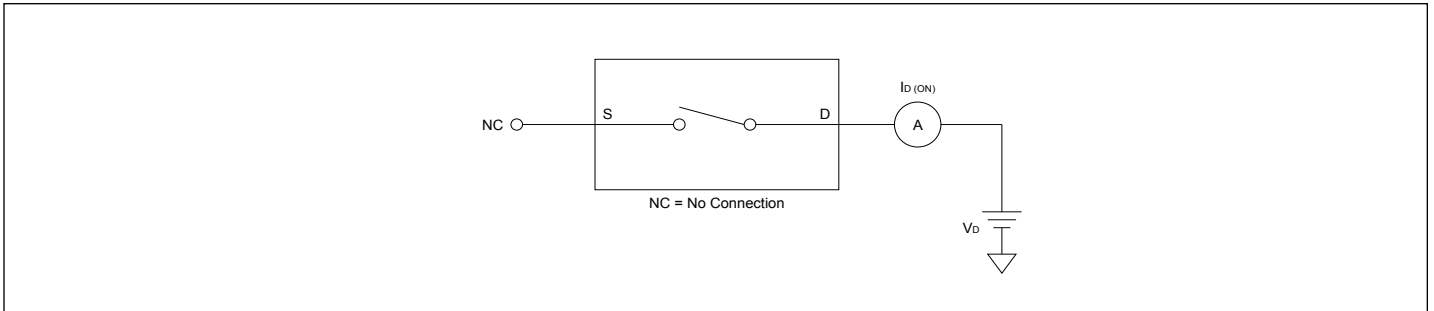 ID (ON)
NC
S
D
A
NC = No Connection
VD